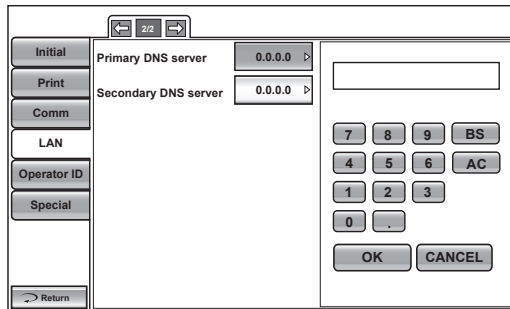 2/2
Initial
Print
Comm
LAN
Operator ID
Special
Return
Primary DNS server 0.0.0.0
Secondary DNS server 0.0.0.0
7 8 9 BS
4 5 6 AC
1 2 3
0 .
OK CANCEL